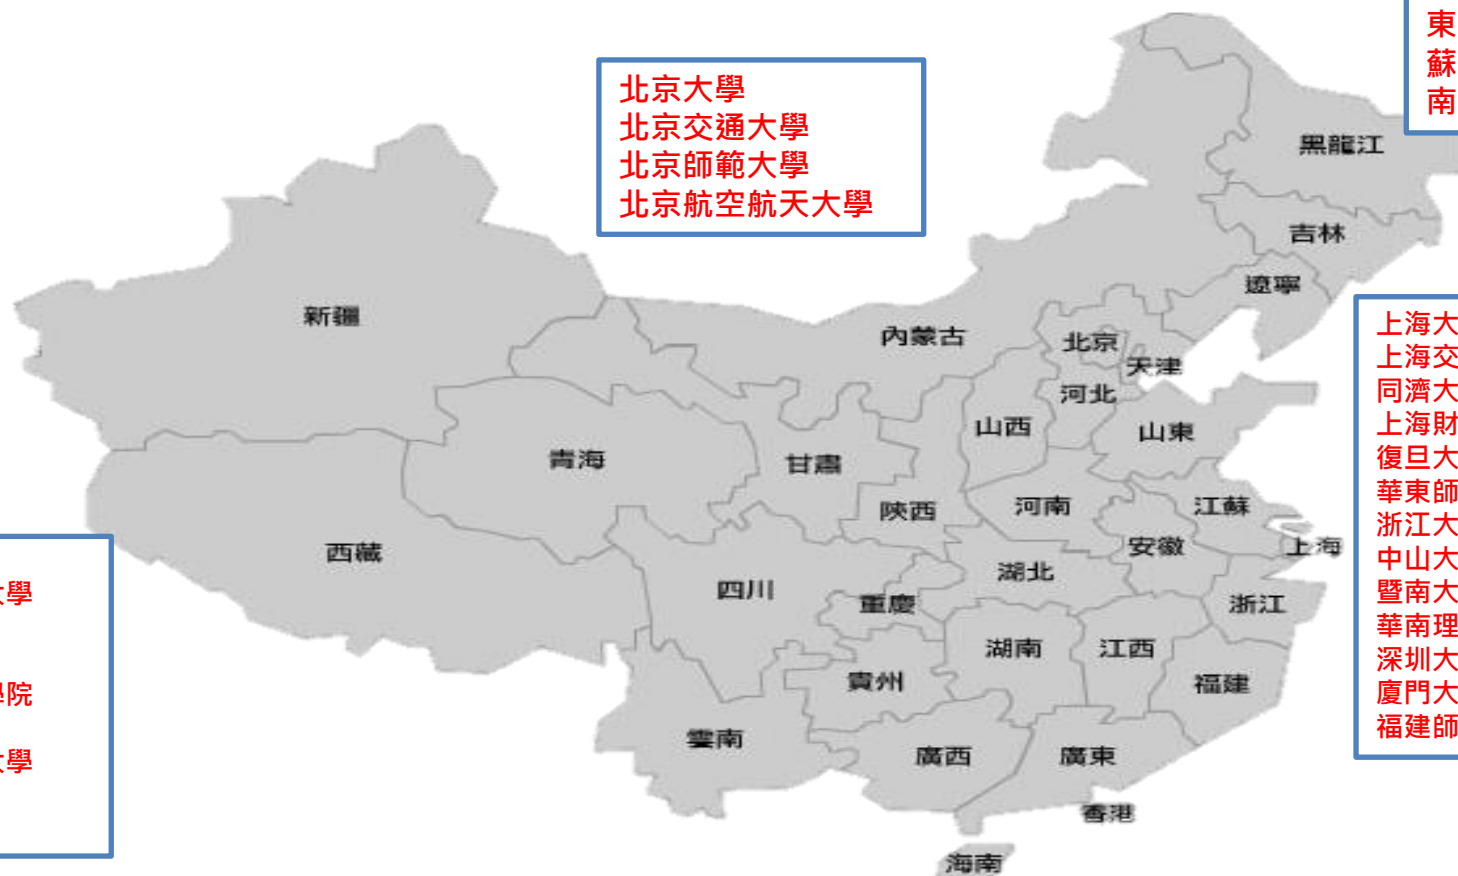 東
蘇
南
北京大學
北京交通大學
北京師範大學
北京航空航天大學
黑龍江
吉林
遼寧
新疆
內蒙古
北京
天津
河北
山西
山東
青海
甘肅
陝西
河南
江蘇
安徽
上海
西藏
四川
重慶
湖北
浙江
湖南
江西
貴州
福建
雲南
廣西
廣東
香港
海南
上海大
上海交
同濟大
上海財
復旦大
華東師
浙江大
中山大
暨南大
華南理
深圳大
廈門大
福建師
大學
學院
大學